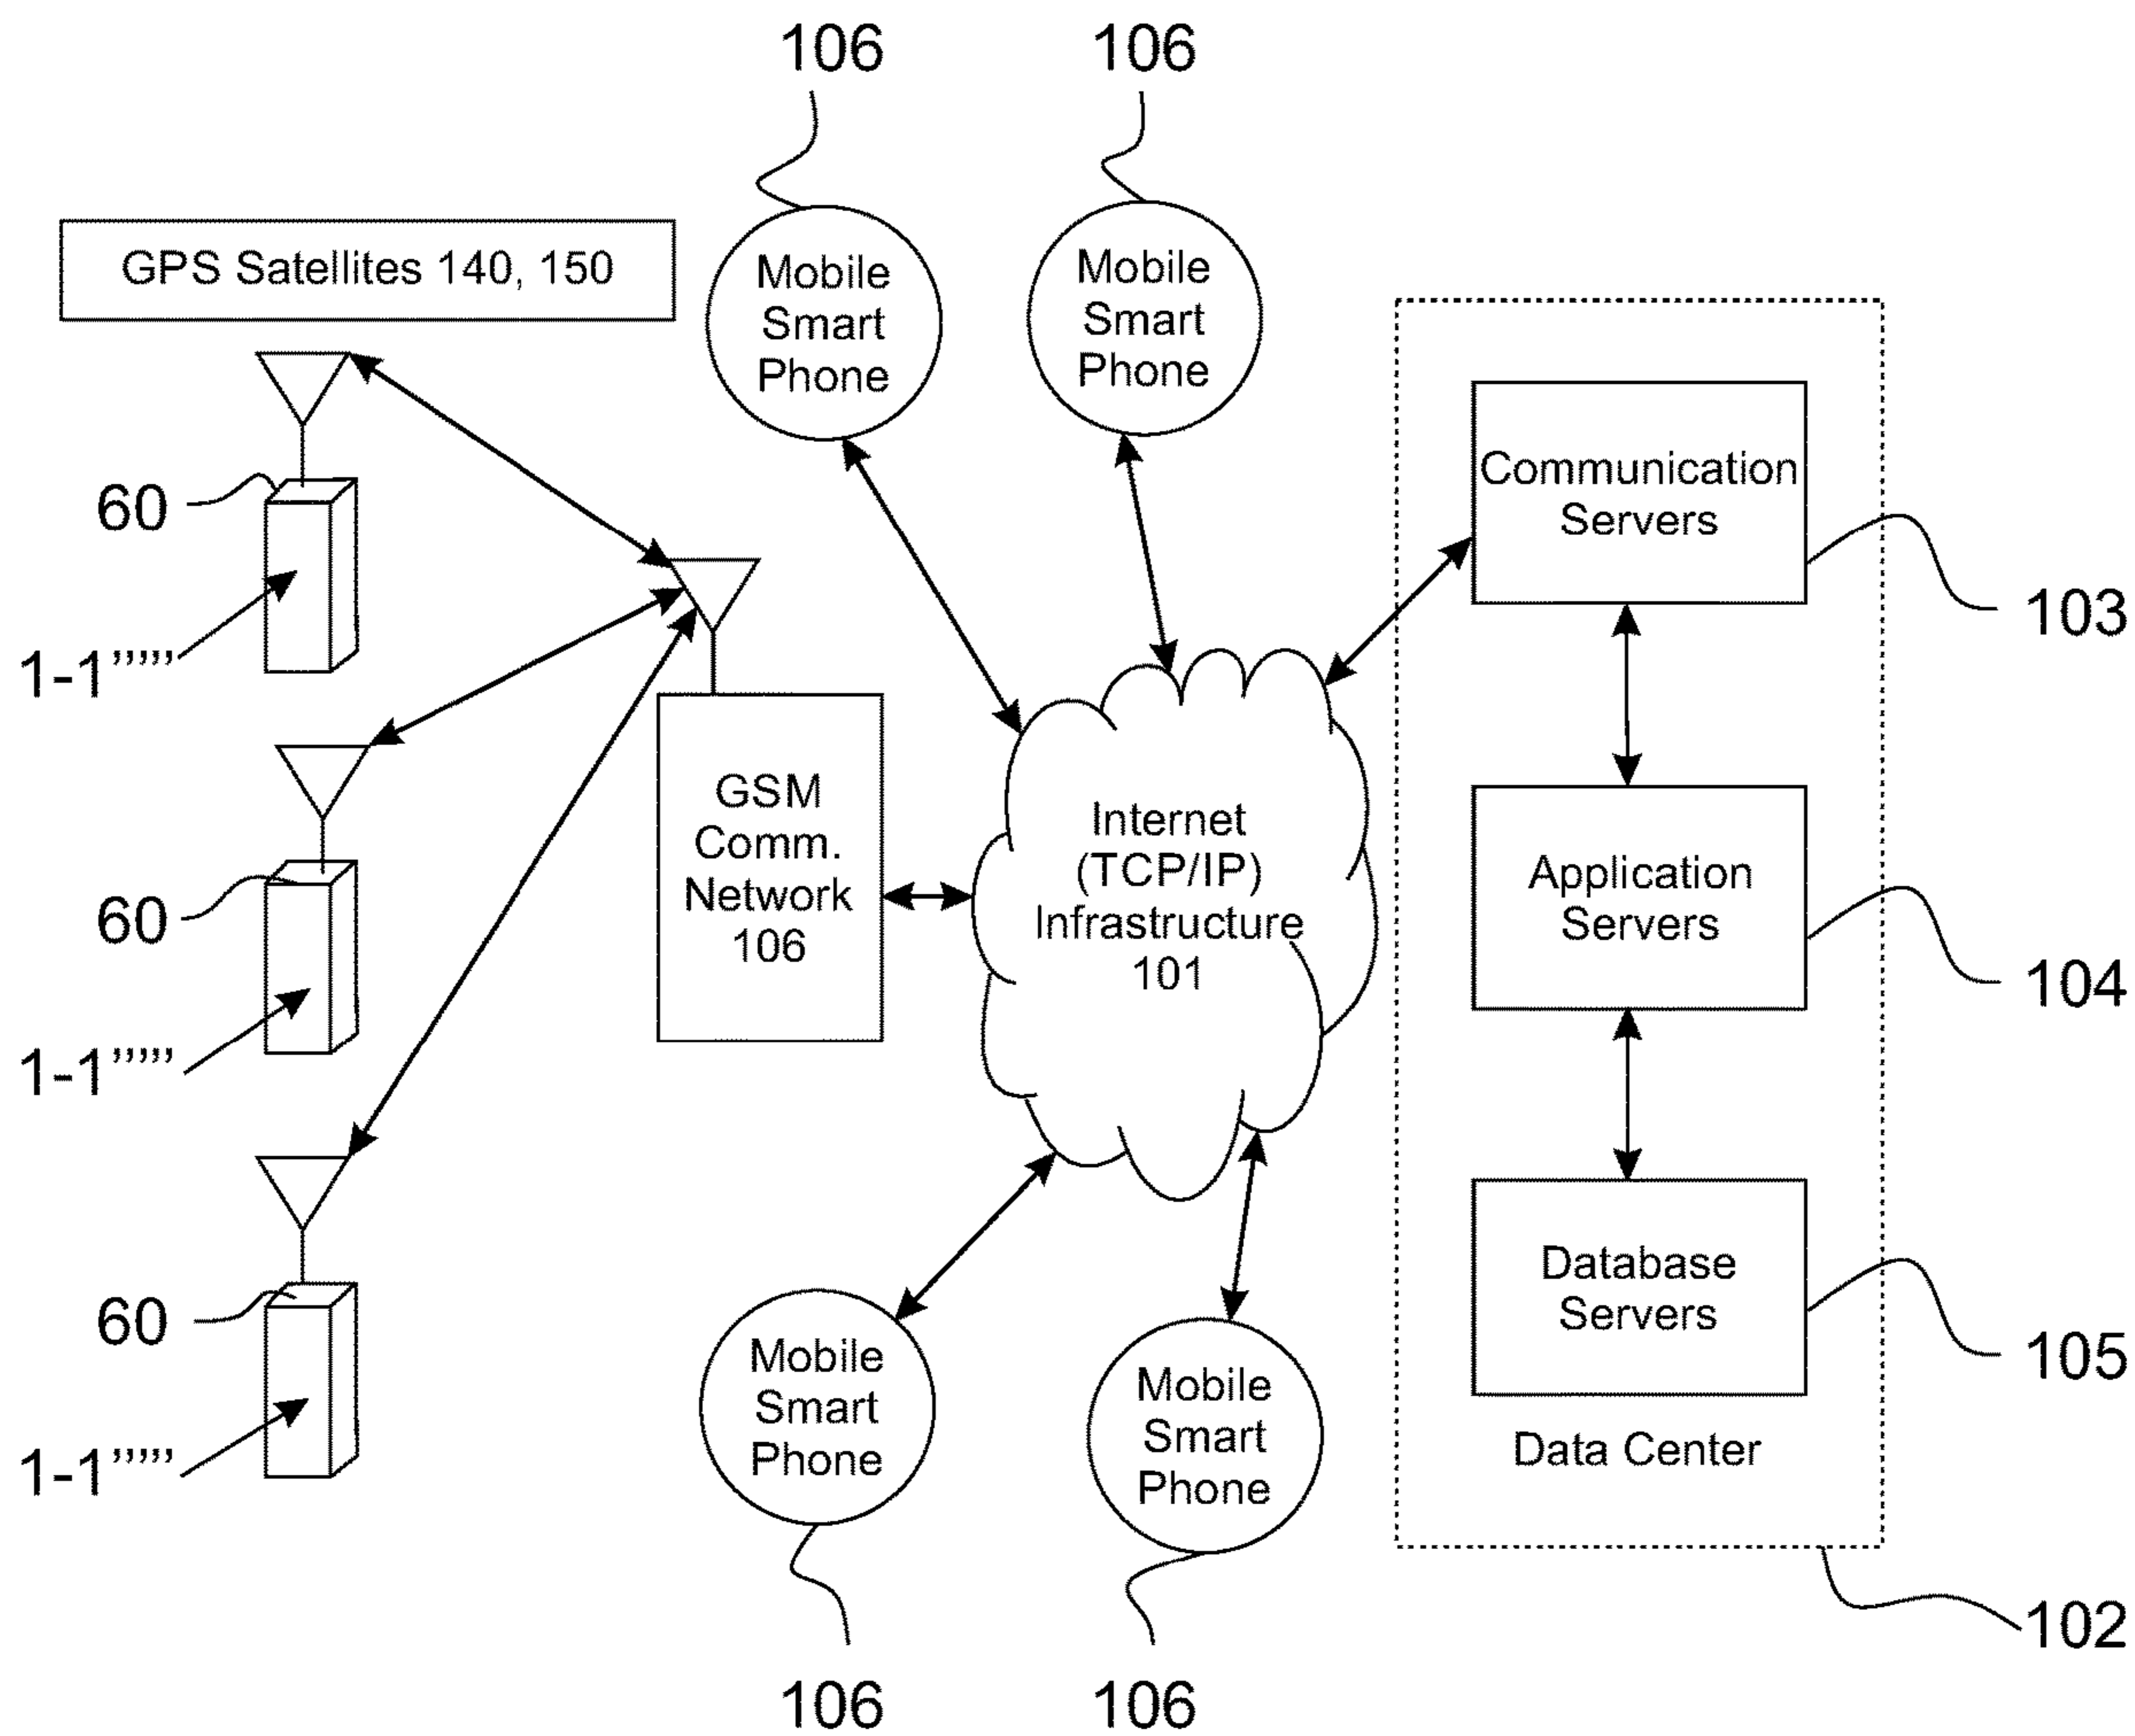 106
106
GPS Satellites 140, 150
Mobile
Smart
Phone
Mobile
Smart
Phone
Communication
Servers
60
103
1-1’’’’’
GSM
Comm.
Network
106
Internet
(TCP/IP)
Infrastructure
101
Application
Servers
60
104
1-1’’’’’
Database
Servers
60
105
1-1’’’’’
Mobile
Smart
Phone
Mobile
Smart
Phone
Data Center
102
106
106